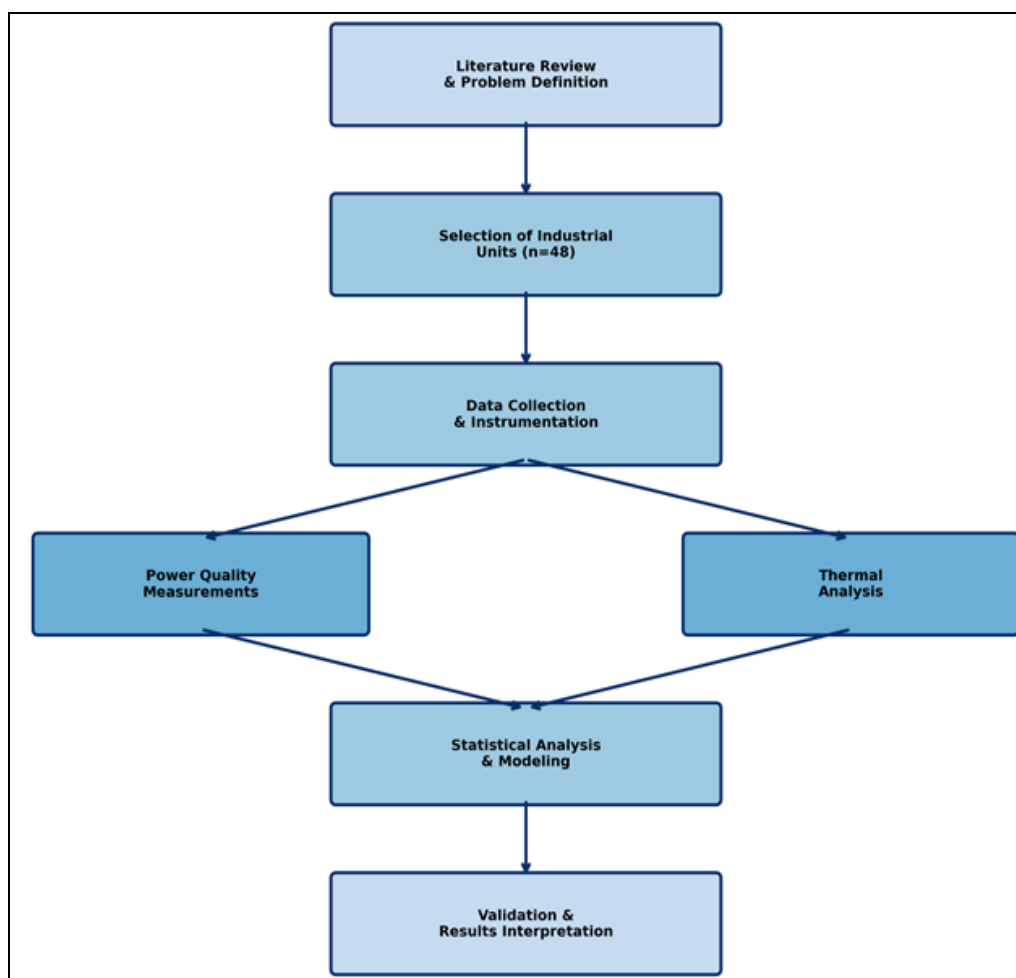 Literature Review
& Problem Definition
Selection of Industrial
Units (n=48)
Data Collection
& Instrumentation
Power Quality
Measurements
Thermal
Analysis
Statistical Analysis
& Modeling
Validation &
Results Interpretation